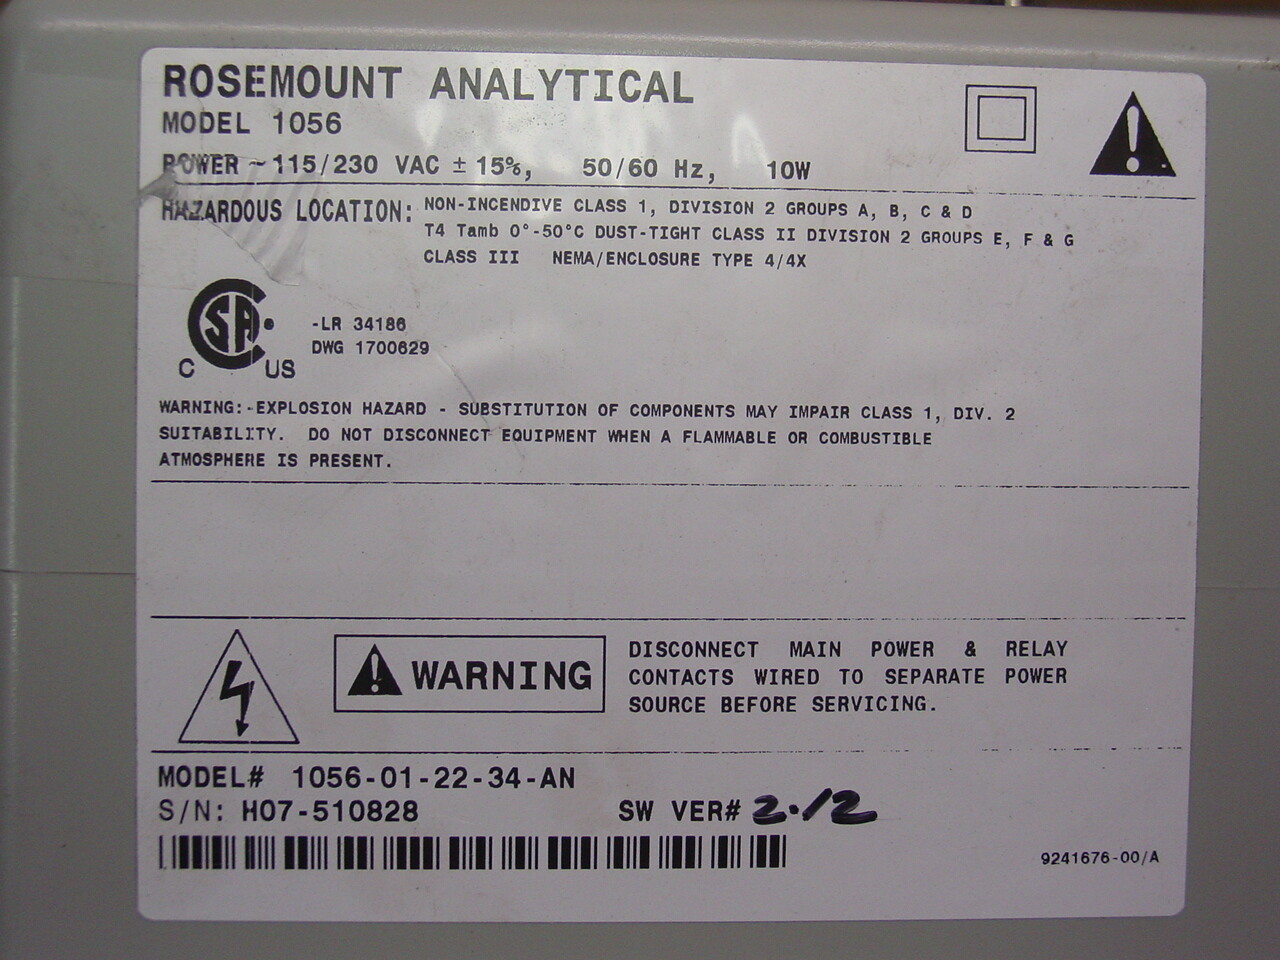 ROSEMOUNT ANALYTICAL
MODEL 1056
POWER ~ 115/230 VAC ± 15%, 50/60 Hz, 10W
HAZARDOUS LOCATION: NON-INCENDIVE CLASS 1, DIVISION 2 GROUPS A, B, C & D
T4 Tamb 0°-50°C DUST-TIGHT CLASS II DIVISION 2 GROUPS E, F & G
CLASS III NEMA/ENCLOSURE TYPE 4/4X
C SA US
-LR 34186
DWG 1700629
WARNING:-EXPLOSION HAZARD - SUBSTITUTION OF COMPONENTS MAY IMPAIR CLASS 1, DIV. 2
SUITABILITY. DO NOT DISCONNECT EQUIPMENT WHEN A FLAMMABLE OR COMBUSTIBLE
ATMOSPHERE IS PRESENT.
WARNING
DISCONNECT MAIN POWER & RELAY
CONTACTS WIRED TO SEPARATE POWER
SOURCE BEFORE SERVICING.
MODEL# 1056-01-22-34-AN
S/N: H07-510828 SW VER# 2.12
9241676-00/A